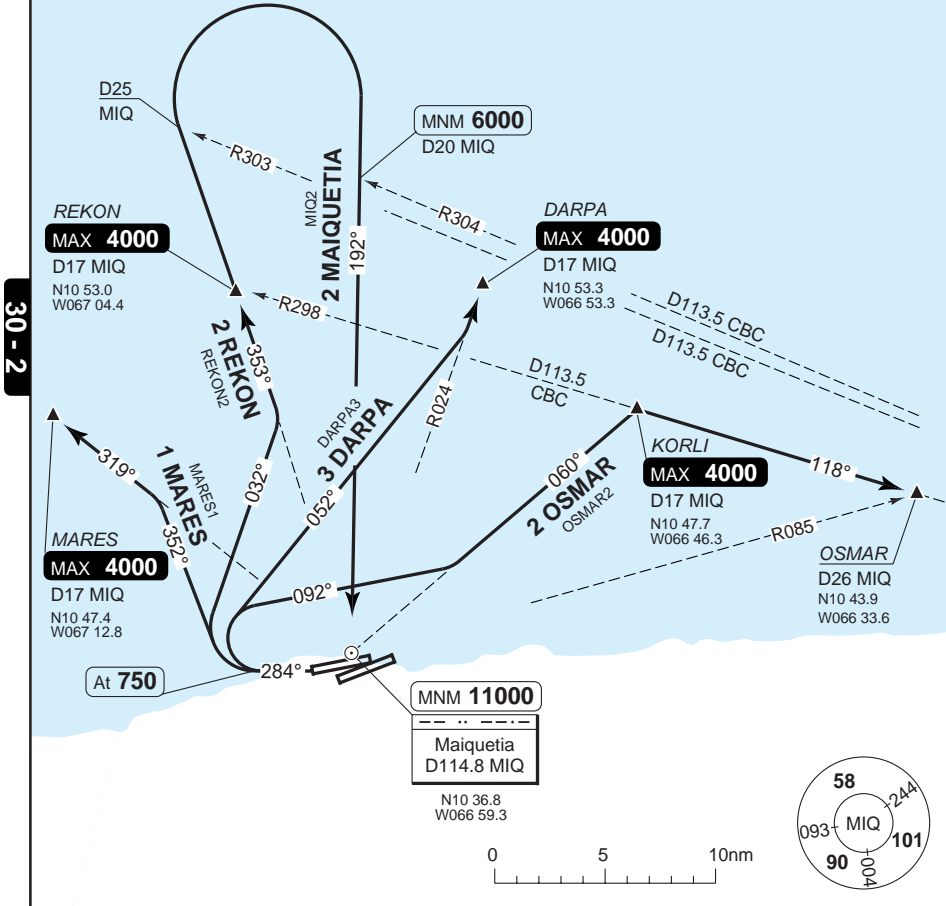 D25
MIQ
MNM 6000
D20 MIQ
R303
R304
MIQ2
2 MAIQUETIA
192°
REKON
MAX 4000
D17 MIQ
N10 53.0
W067 04.4
DARPA
MAX 4000
D17 MIQ
N10 53.3
W066 53.3
30 - 2
R298
D113.5 CBC
D113.5 CBC
D113.5
CBC
2 REKON
REKON2
353°
R024
DARPA3
3 DARPA
052°
032°
319°
MARES1
1 MARES
352°
060°
2 OSMAR
OSMAR2
KORLI
MAX 4000
D17 MIQ
N10 47.7
W066 46.3
118°
R085
OSMAR
D26 MIQ
N10 43.9
W066 33.6
MARES
MAX 4000
D17 MIQ
N10 47.4
W067 12.8
092°
284°
At 750
MNM 11000
Maiquetia
D114.8 MIQ
N10 36.8
W066 59.3
0 5 10nm
58
244
093
MIQ
101
90
004